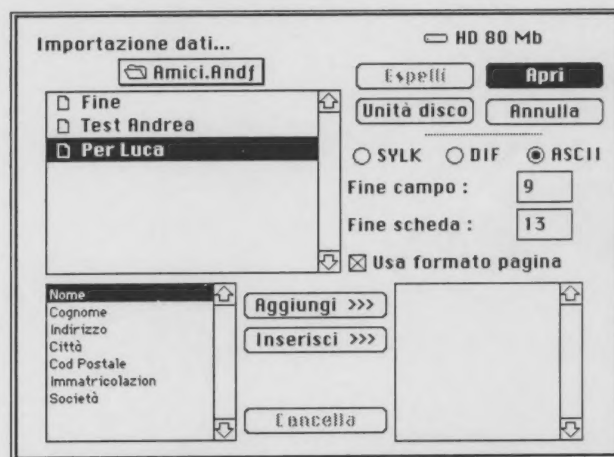 Importazione dati...
HD 80 Mb
Amici.Andƒ
Espelli
Apri
Fine
Test Andrea
Per Luca
Unità disco
Annulla
SYLK
DIF
ASCII
Fine campo :
9
Fine scheda :
13
Usa formato pagina
Nome
Cognome
Indirizzo
Città
Cod Postale
Immatricolazion
Società
Aggiungi >>>
Inserisci >>>
Cancella